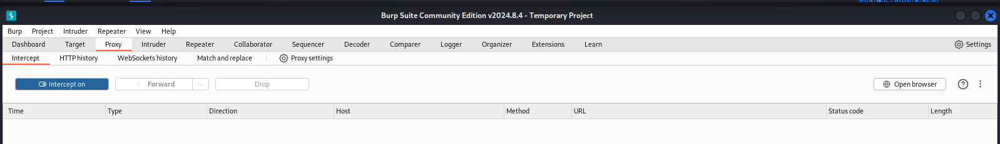 Burp Suite Community Edition v2024.8.4 - Temporary Project
Burp Project Intruder Repeater View Help
Dashboard Target Proxy Intruder Repeater Collaborator Sequencer Decoder Comparer Logger Organizer Extensions Learn Settings
Intercept HTTP history WebSockets history Match and replace Proxy settings
Intercept on Forward Drop Open browser
Time Type Direction Host Method URL Status code Length